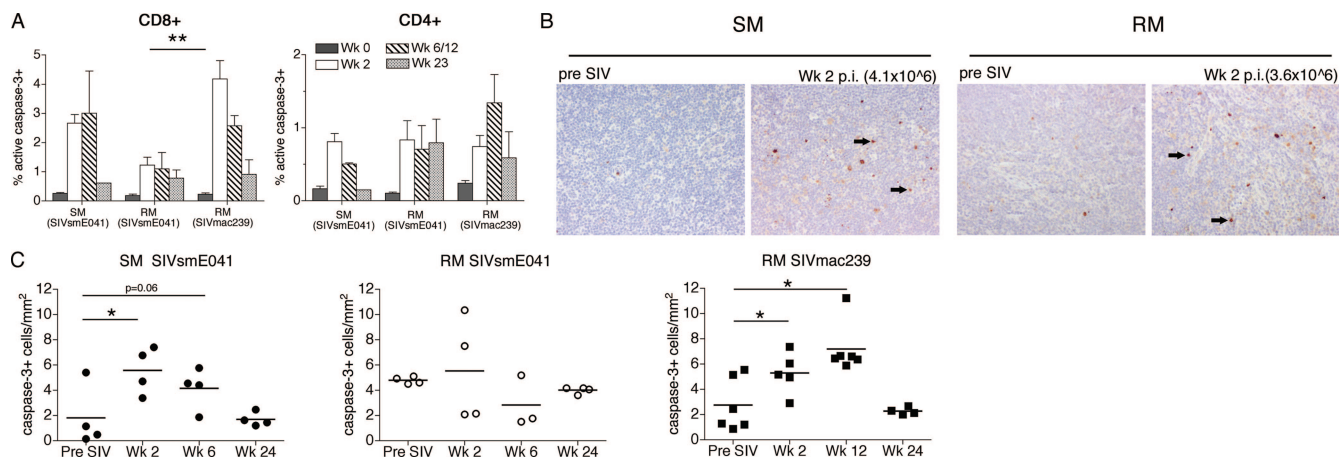 A
CD8+
CD4+
**
Wk 0
Wk 2
Wk 6/12
Wk 23
% active caspase-3+
5
4
3
2
1
0
SM
(SIVsmE041)
RM
(SIVsmE041)
RM
(SIVmac239)
% active caspase-3+
2
1
0
SM
(SIVsmE041)
RM
(SIVsmE041)
RM
(SIVmac239)
B
SM
RM
pre SIV
Wk 2 p.i. (4.1x10^6)
pre SIV
Wk 2 p.i.(3.6x10^6)
C
SM SIVsmE041
p=0.06
*
caspase-3+ cells/mm2
12
10
8
6
4
2
0
Pre SIV Wk 2 Wk 6 Wk 24
RM SIVsmE041
caspase-3+ cells/mm2
12
10
8
6
4
2
0
Pre SIV Wk 2 Wk 6 Wk 24
RM SIVmac239
*
*
caspase-3+ cells/mm2
12
10
8
6
4
2
0
Pre SIV Wk 2 Wk 12 Wk 24